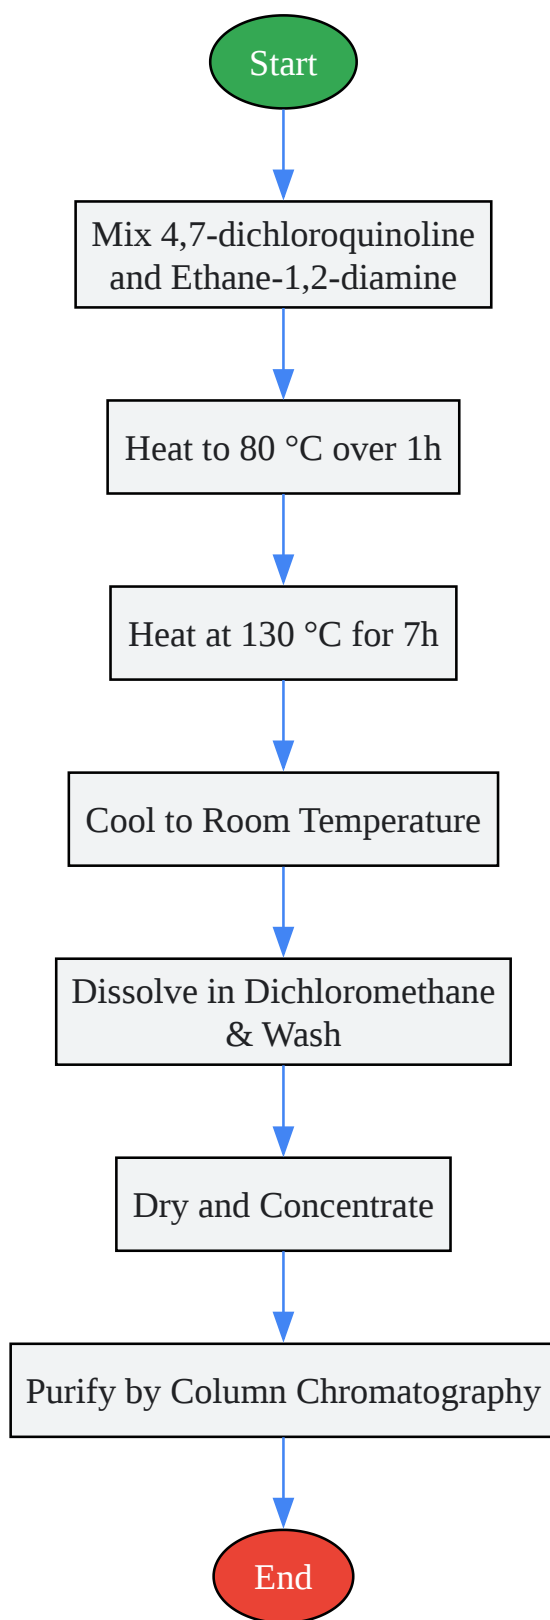 Start
Mix 4,7-dichloroquinoline
and Ethane-1,2-diamine
Heat to 80 °C over 1h
Heat at 130 °C for 7h
Cool to Room Temperature
Dissolve in Dichloromethane
& Wash
Dry and Concentrate
Purify by Column Chromatography
End